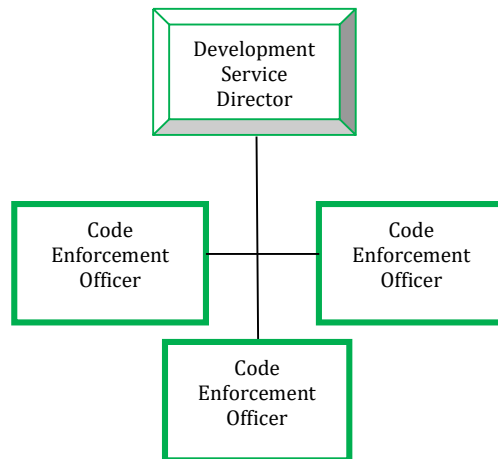 Development
Service
Director
Code
Enforcement
Officer
Code
Enforcement
Officer
Code
Enforcement
Officer